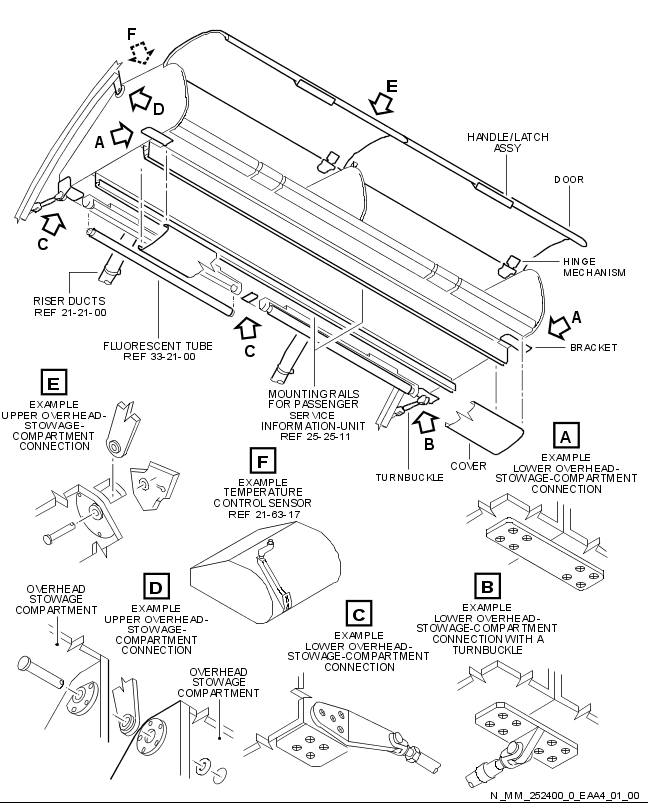 F
E
D
A
HANDLE/LATCH
ASSY
DOOR
C
HINGE
MECHANISM
RISER DUCTS
REF 21-21-00
A
FLUORESCENT TUBE
REF 33-21-00
C
BRACKET
MOUNTING RAILS
FOR PASSENGER
SERVICE
INFORMATION-UNIT
REF 25-25-11
B
TURNBUCKLE
COVER
E
EXAMPLE
UPPER OVERHEAD-
STOWAGE-
COMPARTMENT
CONNECTION
F
EXAMPLE
TEMPERATURE
CONTROL SENSOR
REF 21-63-17
A
EXAMPLE
LOWER OVERHEAD-
STOWAGE-COMPARTMENT
CONNECTION
OVERHEAD
STOWAGE
COMPARTMENT
D
EXAMPLE
UPPER OVERHEAD-
STOWAGE-
COMPARTMENT
CONNECTION
OVERHEAD
STOWAGE
COMPARTMENT
C
EXAMPLE
LOWER OVERHEAD-
STOWAGE-COMPARTMENT
CONNECTION
B
EXAMPLE
LOWER OVERHEAD-
STOWAGE-COMPARTMENT
CONNECTION WITH A
TURNBUCKLE
N_MM_252400_0_EAA4_01_00